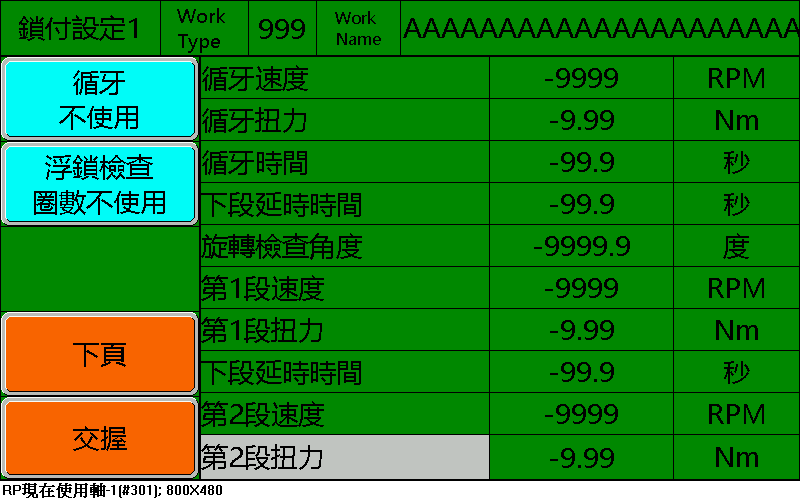 鎖付設定1 Work Type 999 Work Name AAAAAAAAAAAAAAAAAAAAA
循牙
不使用
浮鎖檢查
圈數不使用
下頁
交握
循牙速度 -9999 RPM
循牙扭力 -9.99 Nm
循牙時間 -99.9 秒
下段延時時間 -99.9 秒
旋轉檢查角度 -9999.9 度
第1段速度 -9999 RPM
第1段扭力 -9.99 Nm
下段延時時間 -99.9 秒
第2段速度 -9999 RPM
第2段扭力 -9.99 Nm
RP現在使用軸-1(#301); 800X480